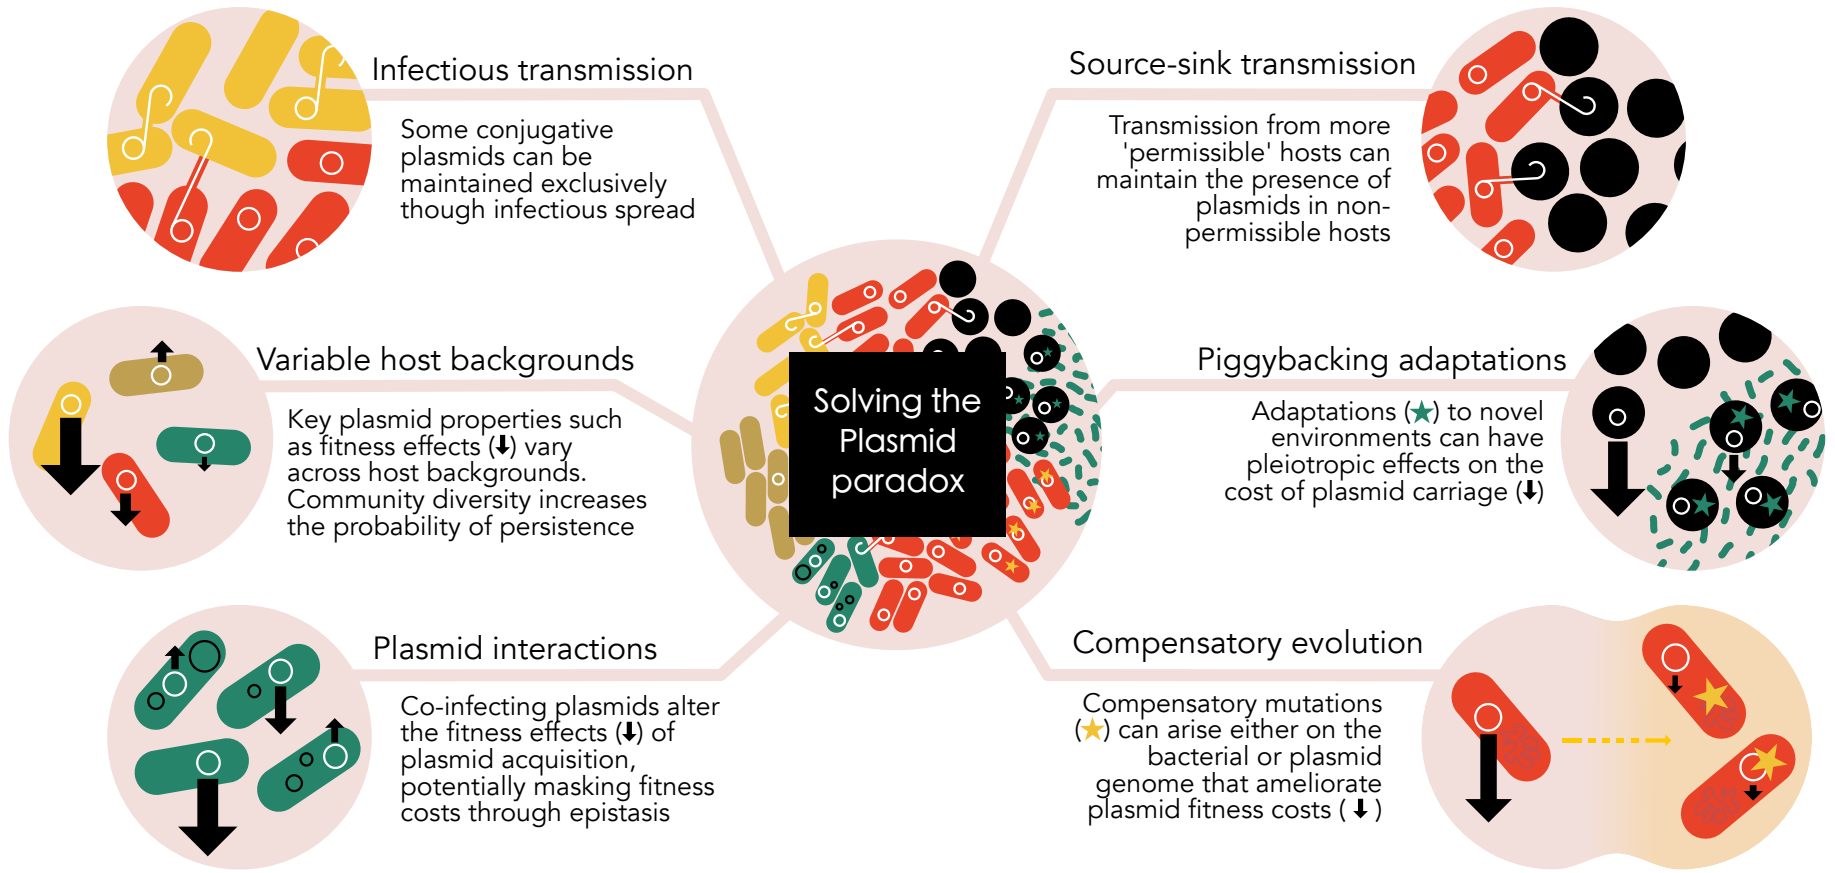 Infectious transmission
Some conjugative
plasmids can be
maintained exclusively
though infectious spread
Source-sink transmission
Transmission from more
'permissible' hosts can
maintain the presence of
plasmids in non-
permissible hosts
Variable host backgrounds
Key plasmid properties such
as fitness effects (⬇) vary
across host backgrounds.
Community diversity increases
the probability of persistence
Solving the
Plasmid
paradox
Piggybacking adaptations
Adaptations (★) to novel
environments can have
pleiotropic effects on the
cost of plasmid carriage (⬇)
Plasmid interactions
Co-infecting plasmids alter
the fitness effects (⬇) of
plasmid acquisition,
potentially masking fitness
costs through epistasis
Compensatory evolution
Compensatory mutations
(★) can arise either on the
bacterial or plasmid
genome that ameliorate
plasmid fitness costs (⬇)